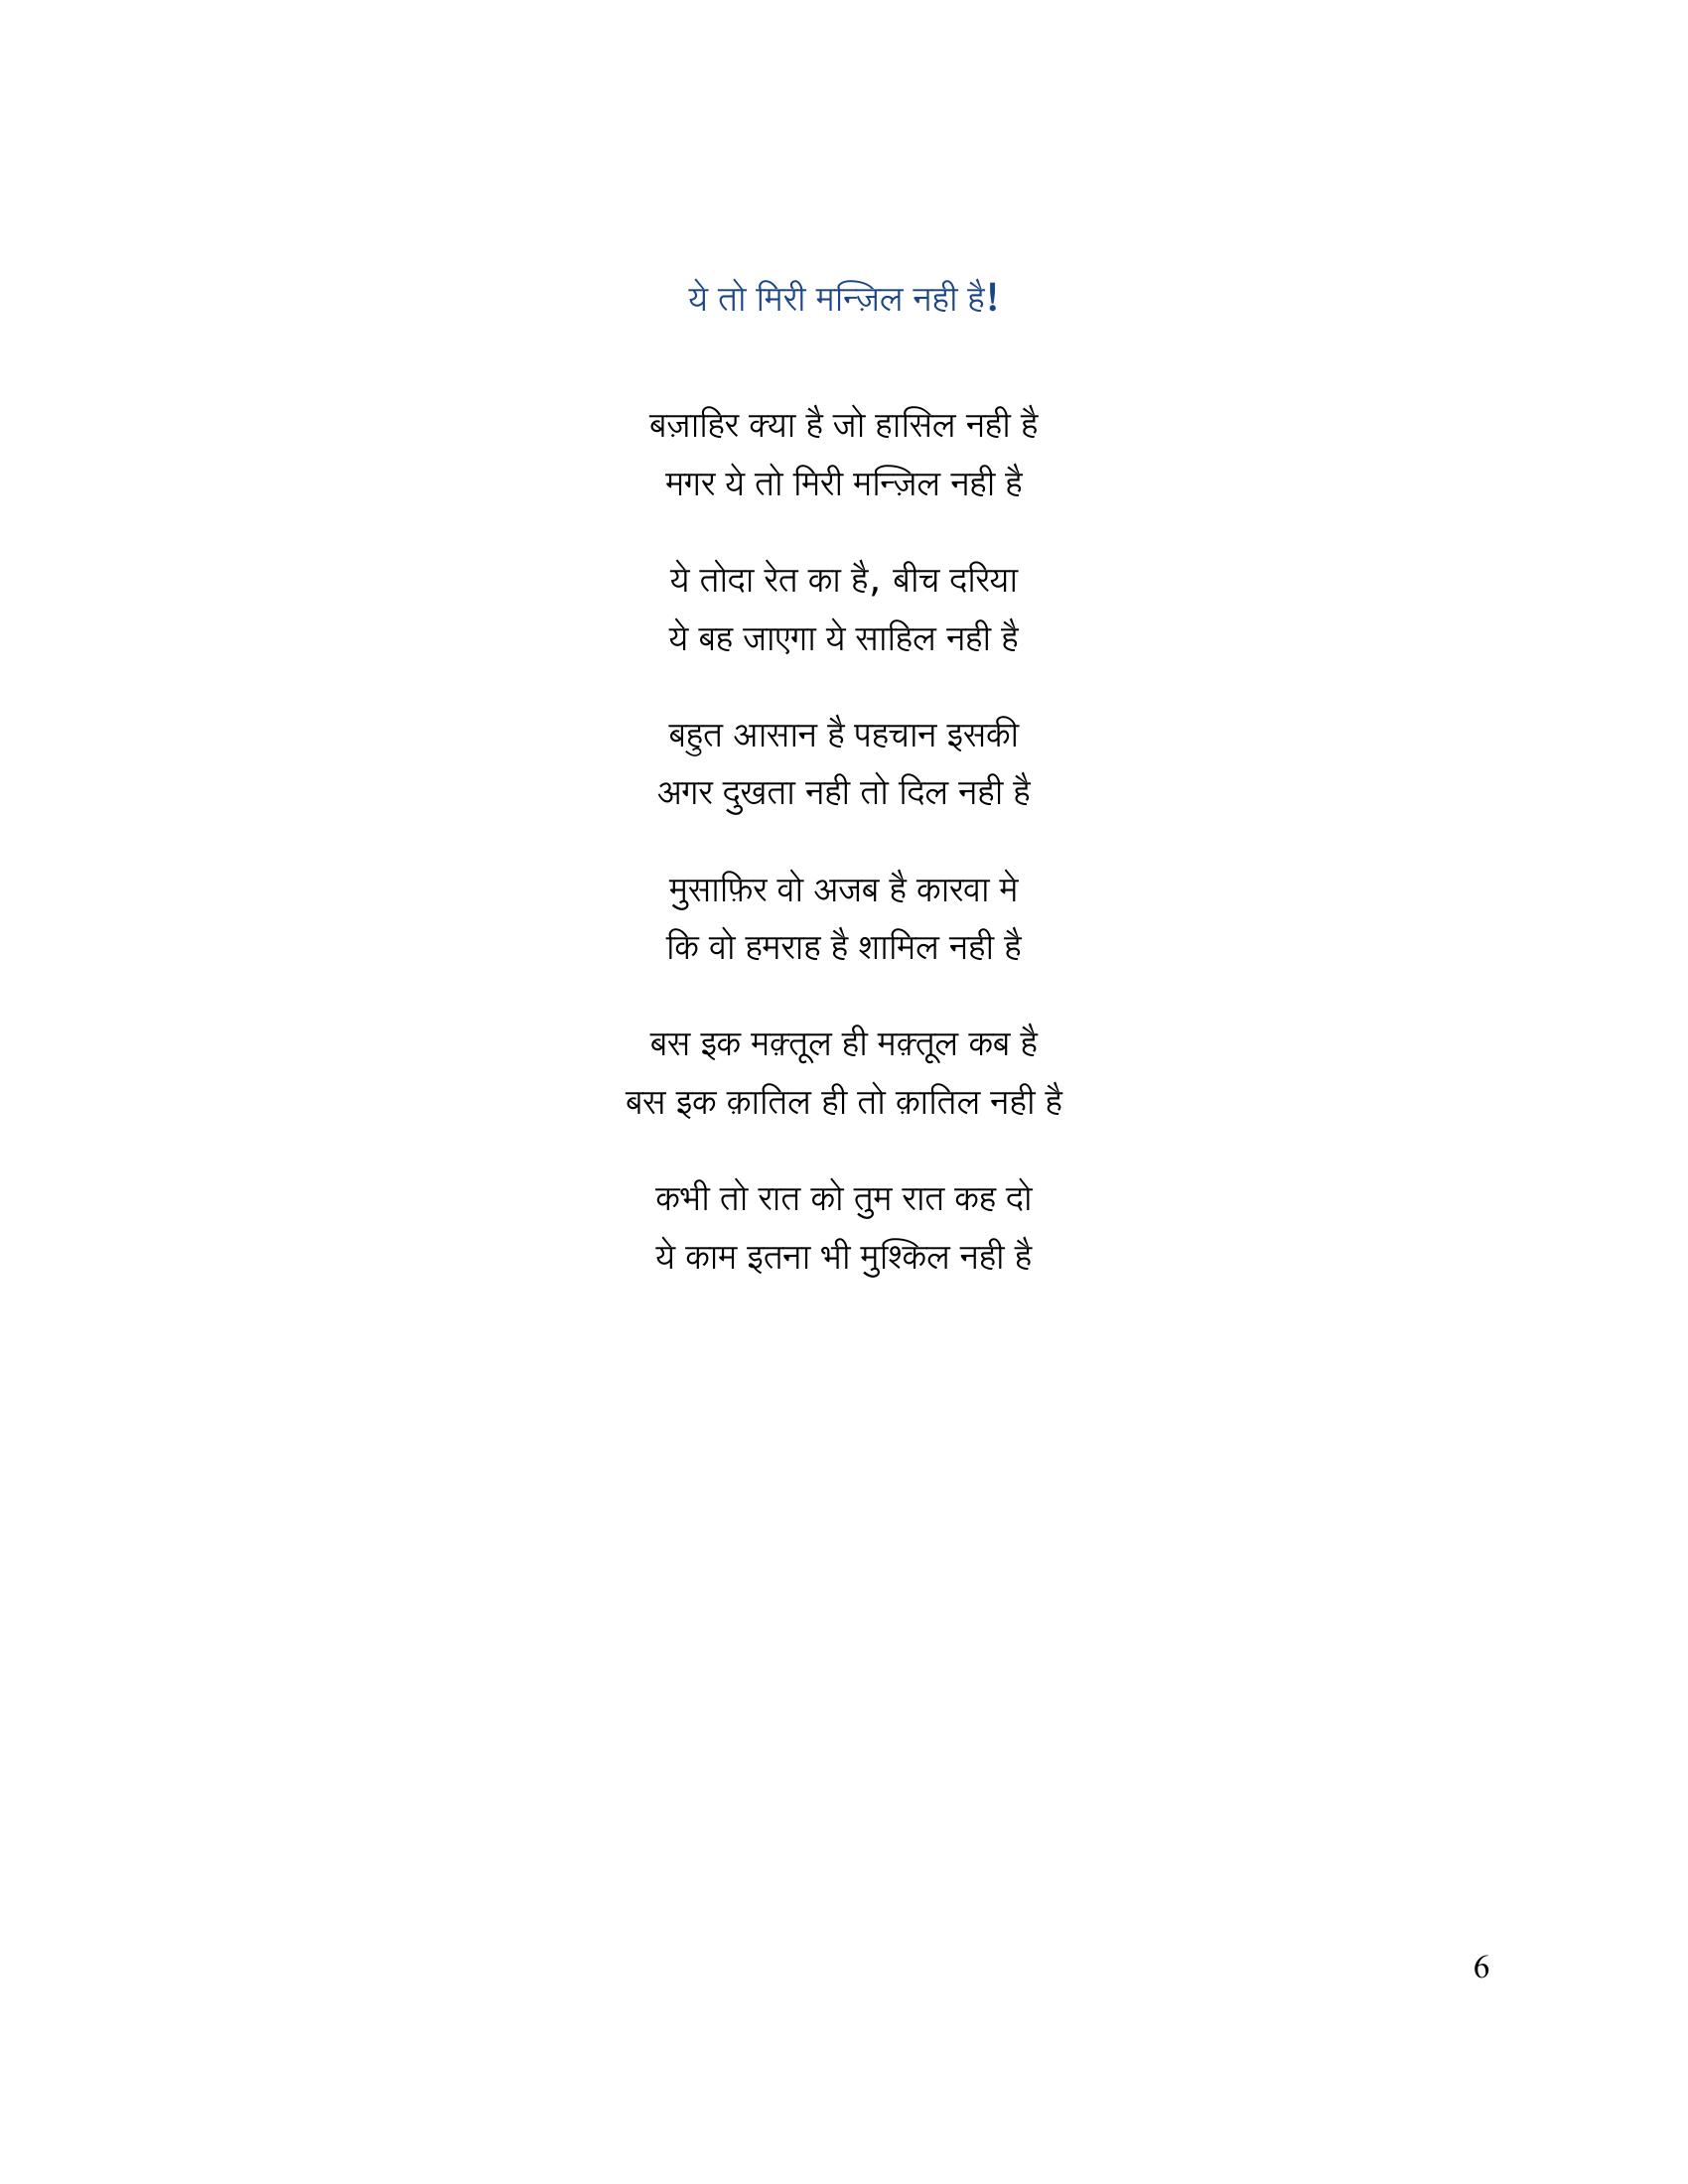 ये तो मिरी मन्ज़िल नही है!
बज़ाहिर क्या है जो हासिल नही है
मगर ये तो मिरी मन्ज़िल नही है
ये तोदा रेत का है, बीच दरिया
ये बह जाएगा ये साहिल नही है
बहुत आसान है पहचान इसकी
अगर दुखता नही तो दिल नही है
मुसाफ़िर वो अजब है कारवा मे
कि वो हमराह है शामिल नही है
बस इक मक़्तूल ही मक़्तूल कब है
बस इक क़ातिल ही तो क़ातिल नही है
कभी तो रात को तुम रात कह दो
ये काम इतना भी मुश्किल नही है
6